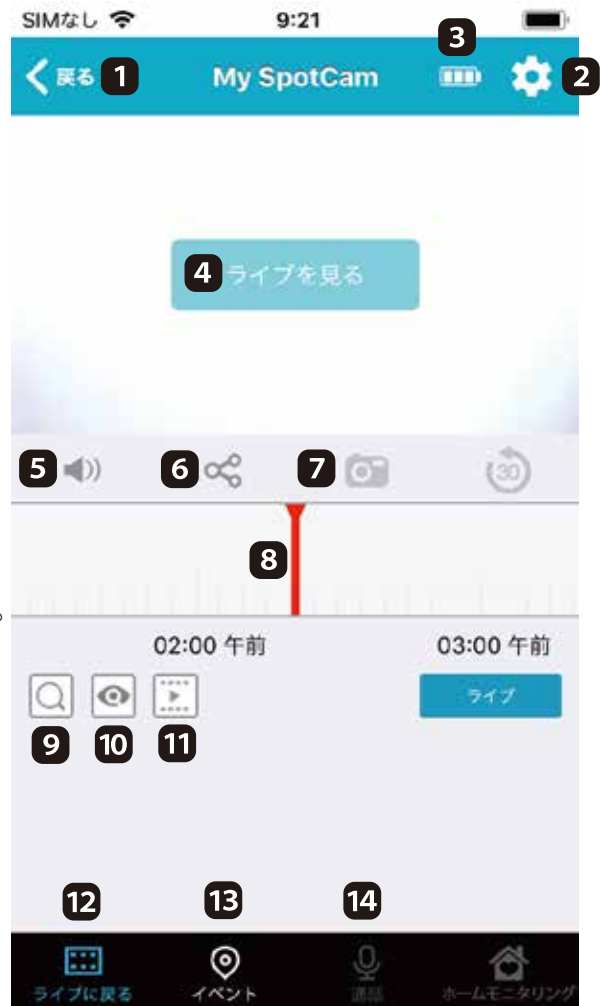 SIMなし 9:21
3
戻る 1 My SpotCam 2
4 ライブを見る
5 6 7 30
8
02:00 午前 03:00 午前
ライブ
9 10 11
12 13 14
ライブに戻る イベント 通話 ホームモニタリング